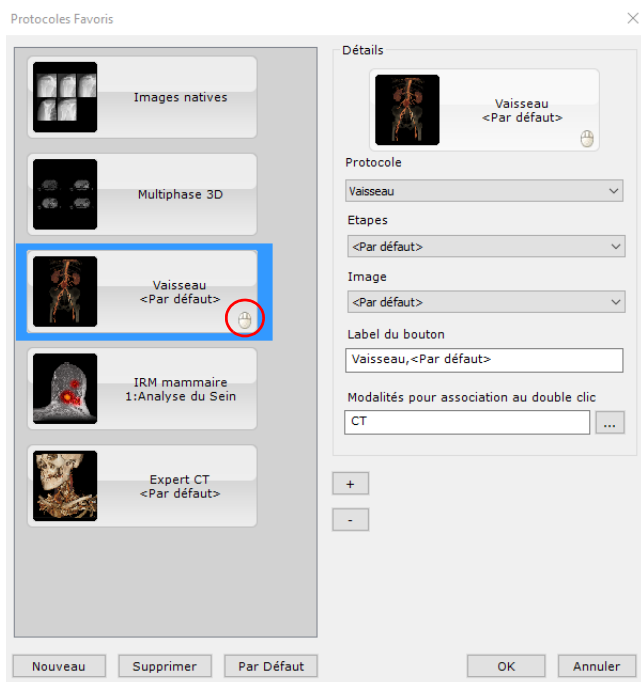 Protocoles Favoris
Images natives
Multiphase 3D
Vaisseau
<Par défaut>
IRM mammaire
1:Analyse du Sein
Expert CT
<Par défaut>
Détails
Vaisseau
<Par défaut>
Protocole
Vaisseau
Etapes
<Par défaut>
Image
<Par défaut>
Label du bouton
Vaisseau,<Par défaut>
Modalités pour association au double clic
CT
...
+
-
Nouveau
Supprimer
Par Défaut
OK
Annuler